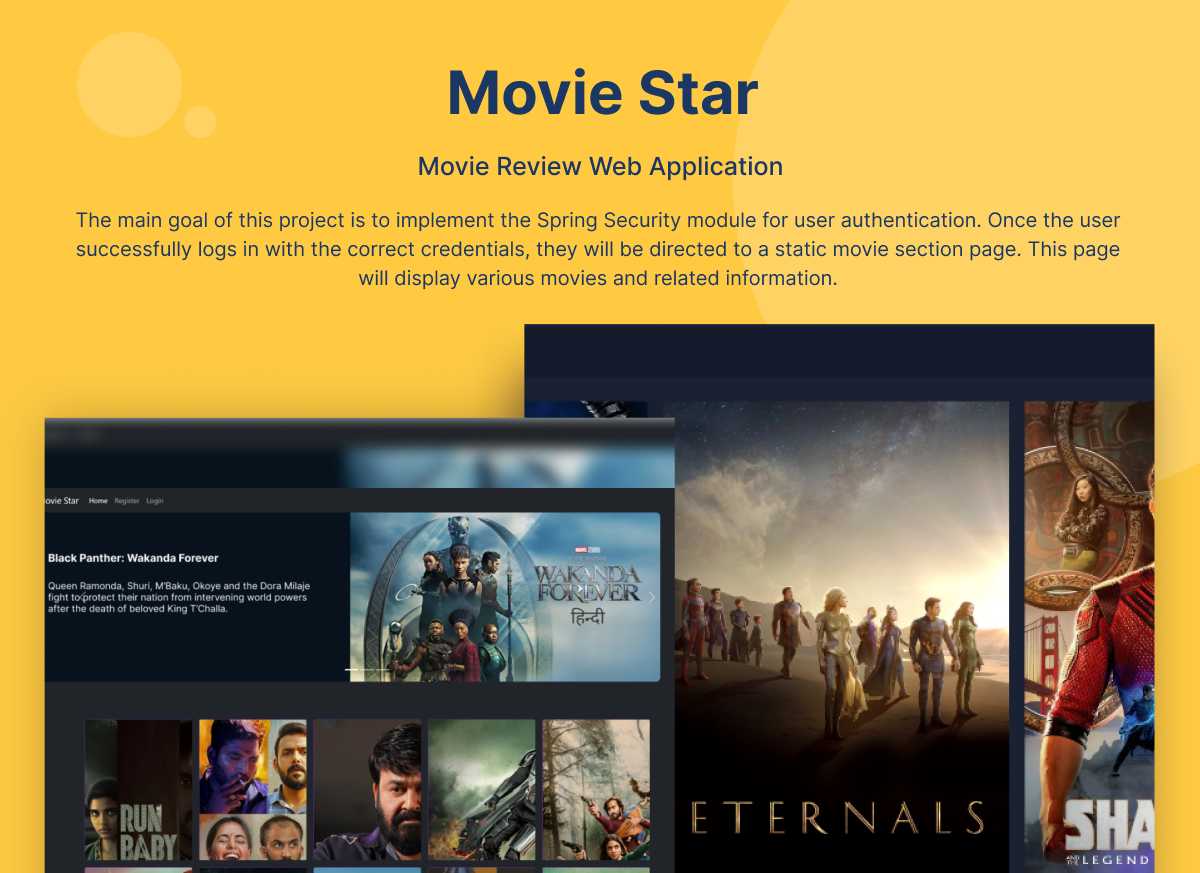 Movie Star
Movie Review Web Application
The main goal of this project is to implement the Spring Security module for user authentication. Once the user
successfully logs in with the correct credentials, they will be directed to a static movie section page. This page
will display various movies and related information.
ovie Star Home Register Login
Black Panther: Wakanda Forever
Queen Ramonda, Shuri, M'Baku, Okoye and the Dora Milaje
fight to protect their nation from intervening world powers
after the death of beloved King T'Challa.
MARVEL STUDIOS
WAKANDA
FOREVER
हिन्दी
RUN
BABY
ETERNALS
SHA
AND THE LEGEND